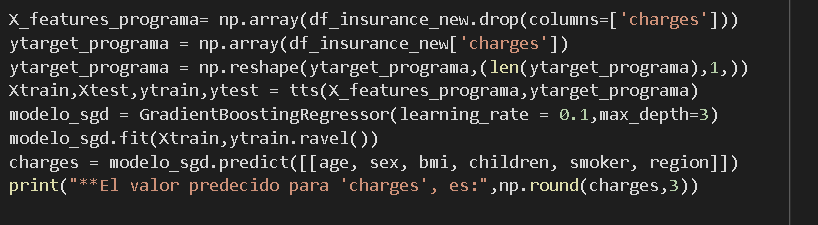 X_features_programa= np.array(df_insurance_new.drop(columns=['charges']))
ytarget_programa = np.array(df_insurance_new['charges'])
ytarget_programa = np.reshape(ytarget_programa,(len(ytarget_programa),1,))
Xtrain,Xtest,ytrain,ytest = tts(X_features_programa,ytarget_programa)
modelo_sgd = GradientBoostingRegressor(learning_rate = 0.1,max_depth=3)
modelo_sgd.fit(Xtrain,ytrain.ravel())
charges = modelo_sgd.predict([[age, sex, bmi, children, smoker, region]])
print("**El valor predecido para 'charges', es:",np.round(charges,3))